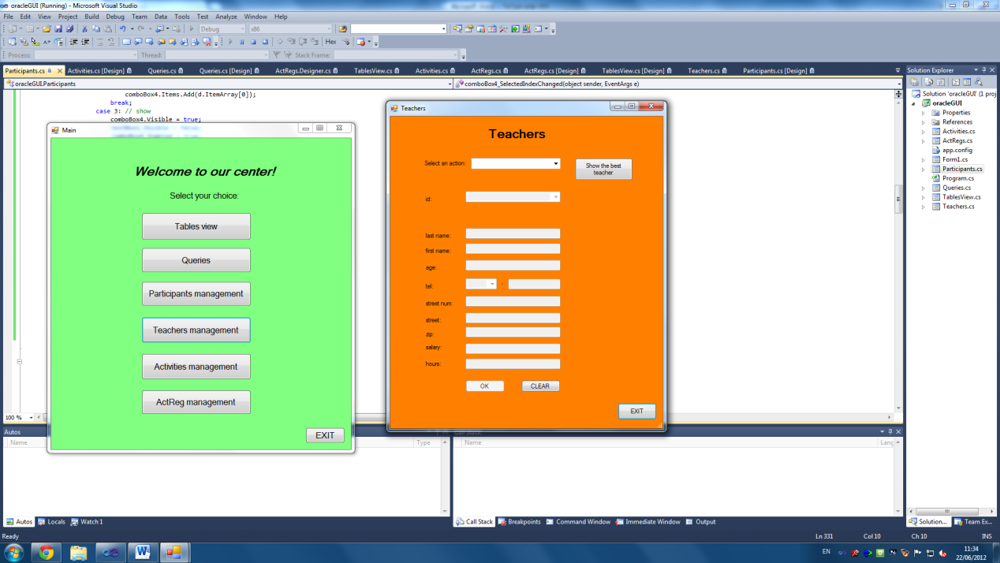 oracleGUI (Running) - Microsoft Visual Studio
File Edit View Project Build Debug Team Data Tools Test Analyze Window Help
Debug x86
Hex
Process: Thread: Stack Frame:
Participants.cs Activities.cs [Design] Queries.cs Queries.cs [Design] ActRegs.Designer.cs TablesView.cs Activities.cs ActRegs.cs ActRegs.cs [Design] TablesView.cs [Design] Teachers.cs Participants.cs [Design]
oracleGUI.Participants
comboBox4_SelectedIndexChanged(object sender, EventArgs e)
comboBox4.Items.Add(d.ItemArray[0]);
break;
case 3: // show
comboBox4.Visible = true;
Main
Welcome to our center!
Select your choice:
Tables view
Queries
Participants management
Teachers management
Activities management
ActReg management
EXIT
Teachers
Teachers
Select an action:
Show the best
teacher
id:
last name:
first name:
age:
tel: -
street num:
street:
zip:
salary:
hours:
OK CLEAR
EXIT
Solution Explorer
Solution 'oracleGUI' (1 proj
oracleGUI
Properties
References
Activities.cs
ActRegs.cs
app.config
Form1.cs
Participants.cs
Program.cs
Queries.cs
TablesView.cs
Teachers.cs
100 %
Autos
Name Type
Call Stack
Name Lang
Autos Locals Watch 1
Call Stack Breakpoints Command Window Immediate Window Output
Solution... Team Ex...
Ready
Ln 331 Col 10 Ch 10 INS
EN
11:34
22/06/2012